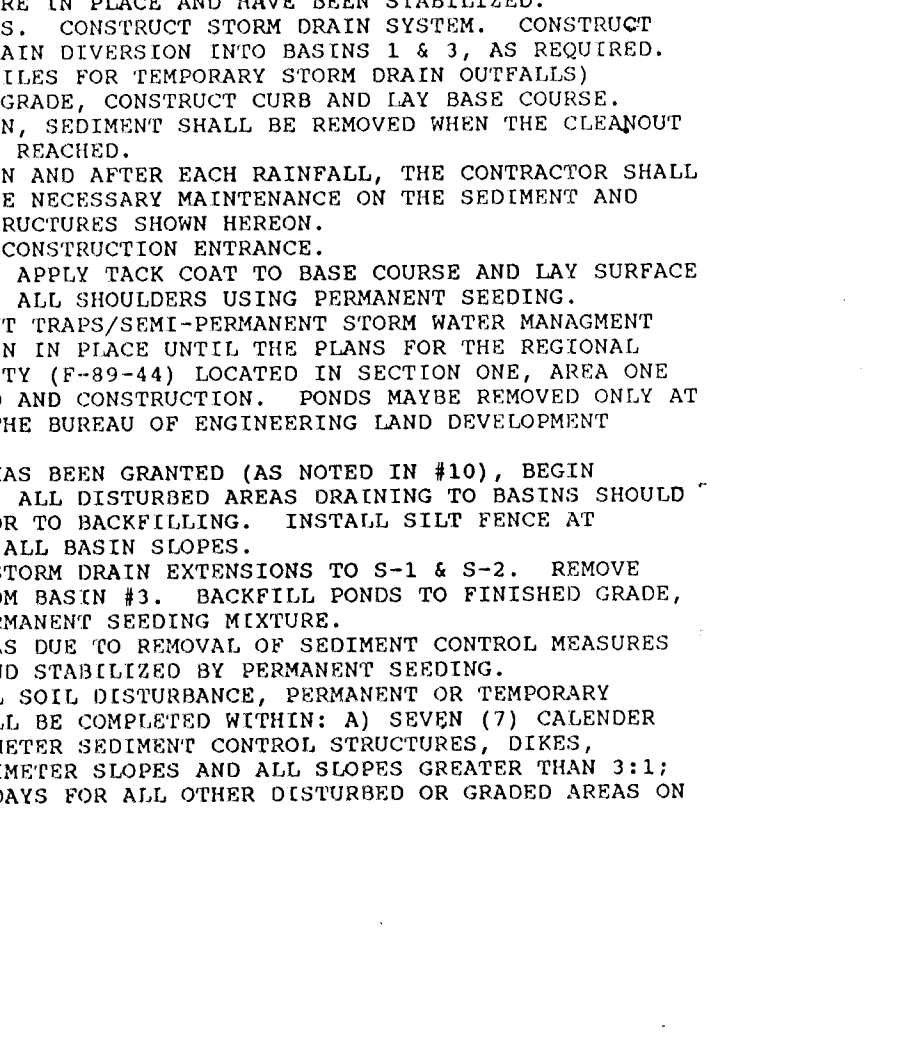 RE IN PLACE AND HAVE BEEN STABILIZED.
S. CONSTRUCT STORM DRAIN SYSTEM. CONSTRUCT
AIN DIVERSION INTO BASINS 1 & 3, AS REQUIRED.
ILES FOR TEMPORARY STORM DRAIN OUTFALLS)
GRADE, CONSTRUCT CURB AND LAY BASE COURSE.
N, SEDIMENT SHALL BE REMOVED WHEN THE CLEANOUT
REACHED.
N AND AFTER EACH RAINFALL, THE CONTRACTOR SHALL
E NECESSARY MAINTENANCE ON THE SEDIMENT AND
RUCTURES SHOWN HEREON.
CONSTRUCTION ENTRANCE.
APPLY TACK COAT TO BASE COURSE AND LAY SURFACE
ALL SHOULDERS USING PERMANENT SEEDING.
T TRAPS/SEMI-PERMANENT STORM WATER MANAGMENT
N IN PLACE UNTIL THE PLANS FOR THE REGIONAL
TY (F-89-44) LOCATED IN SECTION ONE, AREA ONE
D AND CONSTRUCTION. PONDS MAYBE REMOVED ONLY AT
THE BUREAU OF ENGINEERING LAND DEVELOPMENT
HAS BEEN GRANTED (AS NOTED IN #10), BEGIN
ALL DISTURBED AREAS DRAINING TO BASINS SHOULD
OR TO BACKFILLING. INSTALL SILT FENCE AT
ALL BASIN SLOPES.
STORM DRAIN EXTENSIONS TO S-1 & S-2. REMOVE
OM BASIN #3. BACKFILL PONDS TO FINISHED GRADE,
RMANENT SEEDING MIXTURE.
AS DUE TO REMOVAL OF SEDIMENT CONTROL MEASURES
ND STABILIZED BY PERMANENT SEEDING.
L SOIL DISTURBANCE, PERMANENT OR TEMPORARY
LL BE COMPLETED WITHIN: A) SEVEN (7) CALENDER
METER SEDIMENT CONTROL STRUCTURES, DIKES,
IMETER SLOPES AND ALL SLOPES GREATER THAN 3:1;
DAYS FOR ALL OTHER DISTURBED OR GRADED AREAS ON